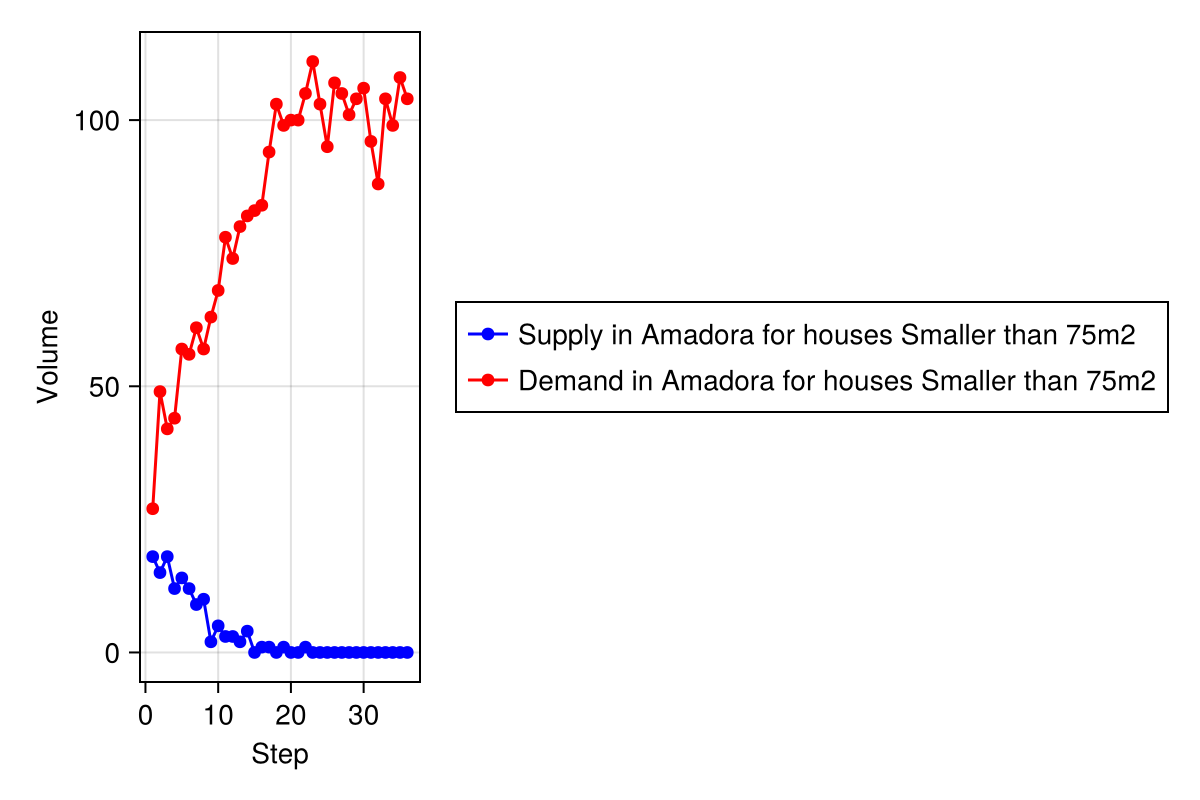 100
50
0
Volume
0 10 20 30
Step
Supply in Amadora for houses Smaller than 75m2
Demand in Amadora for houses Smaller than 75m2